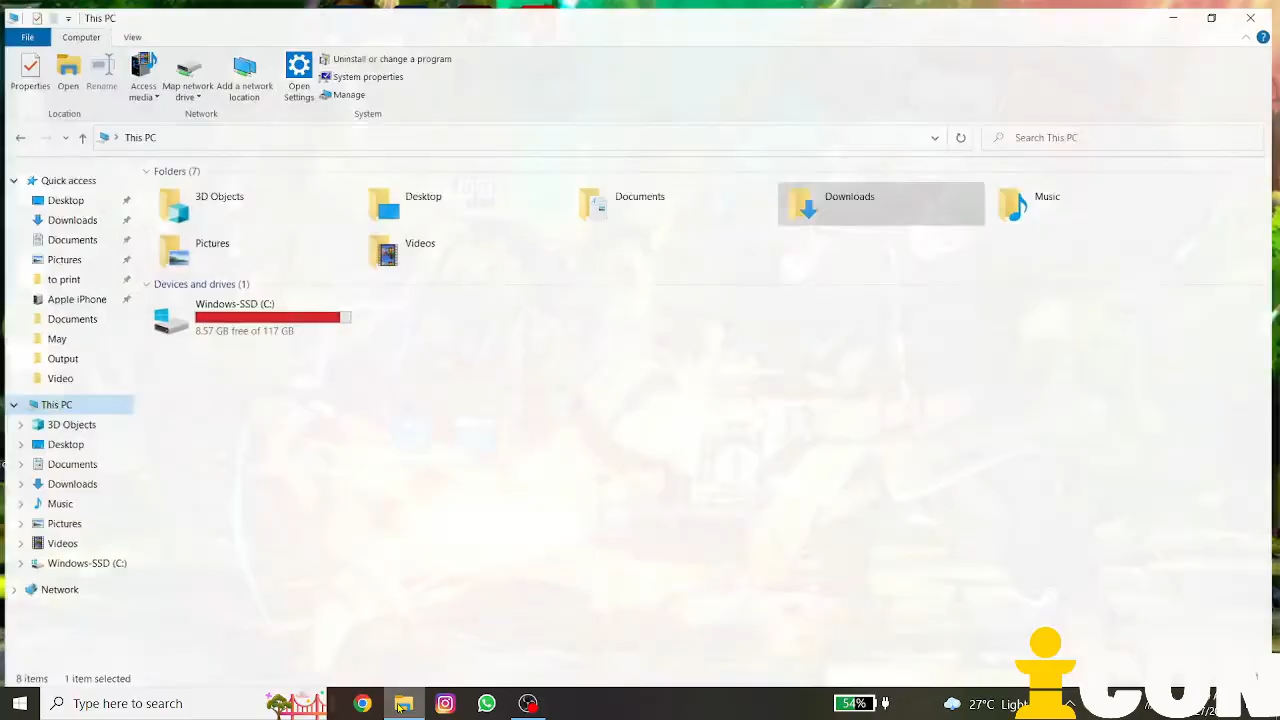 This PC
File Computer View
Properties Open Rename Access media Map network drive Add a network location Open Settings Uninstall or change a program
System properties
Manage
Location Network System
This PC Search This PC
Quick access
Desktop
Downloads
Documents
Pictures
to print
Apple iPhone
Documents
May
Output
Video
This PC
3D Objects
Desktop
Documents
Downloads
Music
Pictures
Videos
Windows-SSD (C:)
Network
Folders (7)
3D Objects Desktop Documents Downloads Music
Pictures Videos
Devices and drives (1)
Windows-SSD (C:)
8.57 GB free of 117 GB
8 items 1 item selected
Type here to search 54% 27°C